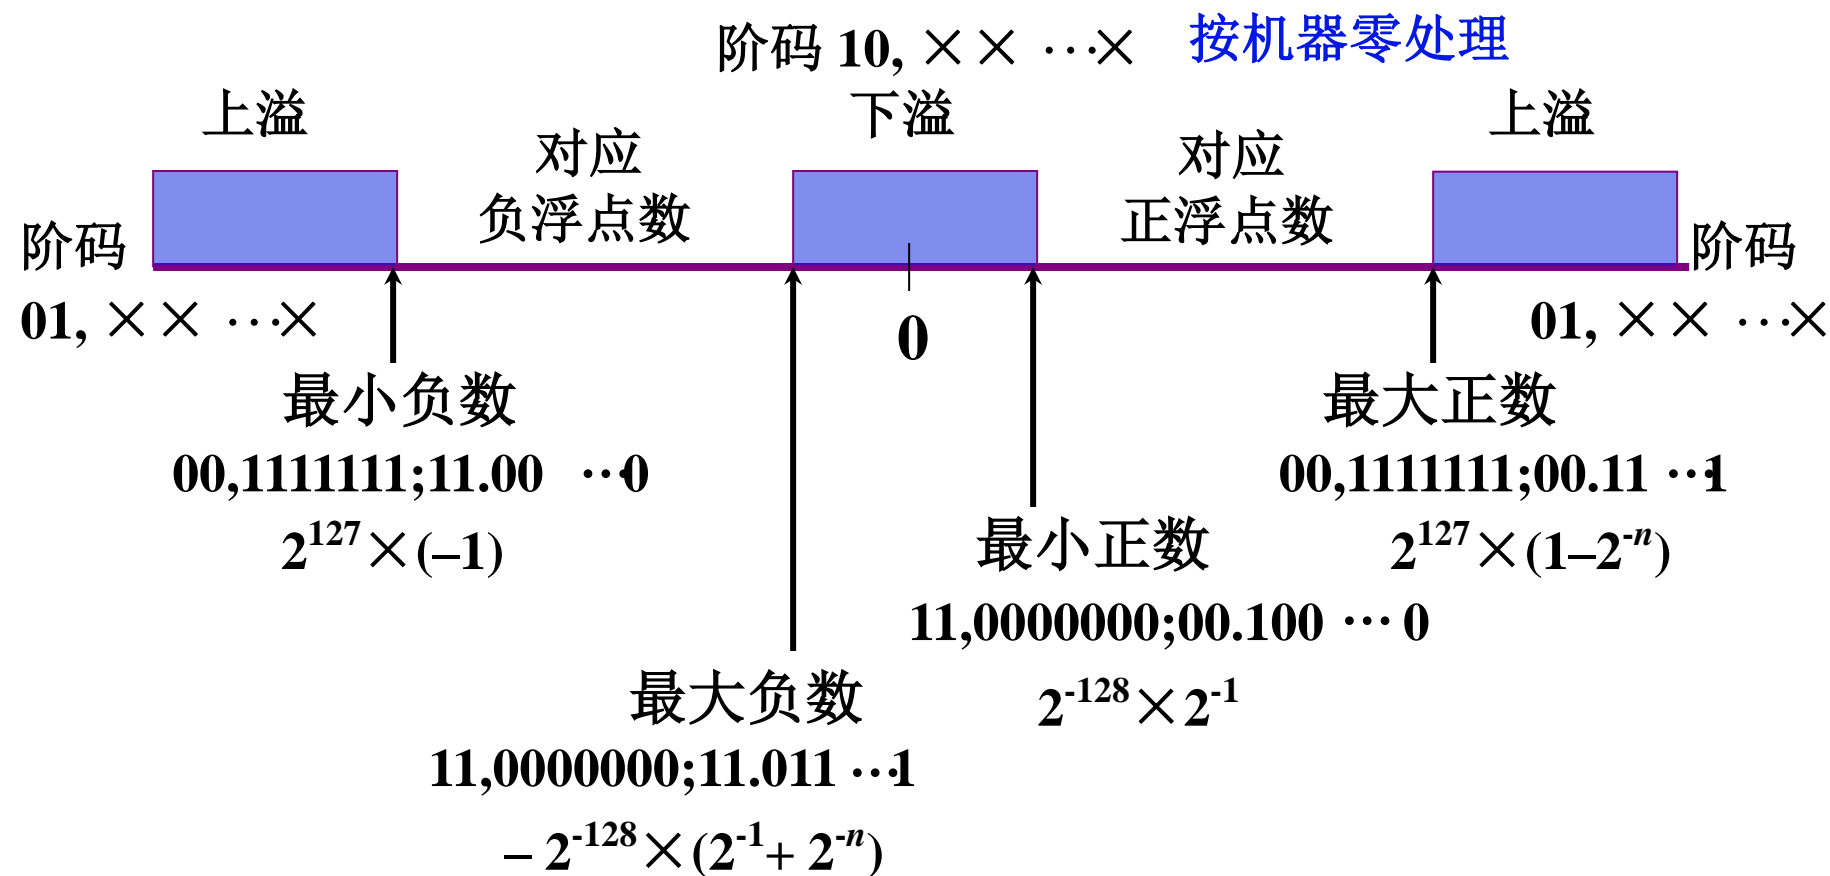 阶码 10, ×× ···× 按机器零处理
上溢 下溢 上溢
对应 对应
负浮点数 正浮点数
阶码 阶码
01, ×× ···× 0 01, ×× ···×
最小负数 最大正数
00,1111111;11.00 ···0 00,1111111;00.11 ···1
2¹²⁷×(–1) 最小正数 2¹²⁷×(1–2⁻ⁿ)
11,0000000;00.100 ··· 0
最大负数 2⁻¹²⁸×2⁻¹
11,0000000;11.011 ···1
– 2⁻¹²⁸×(2⁻¹+ 2⁻ⁿ)